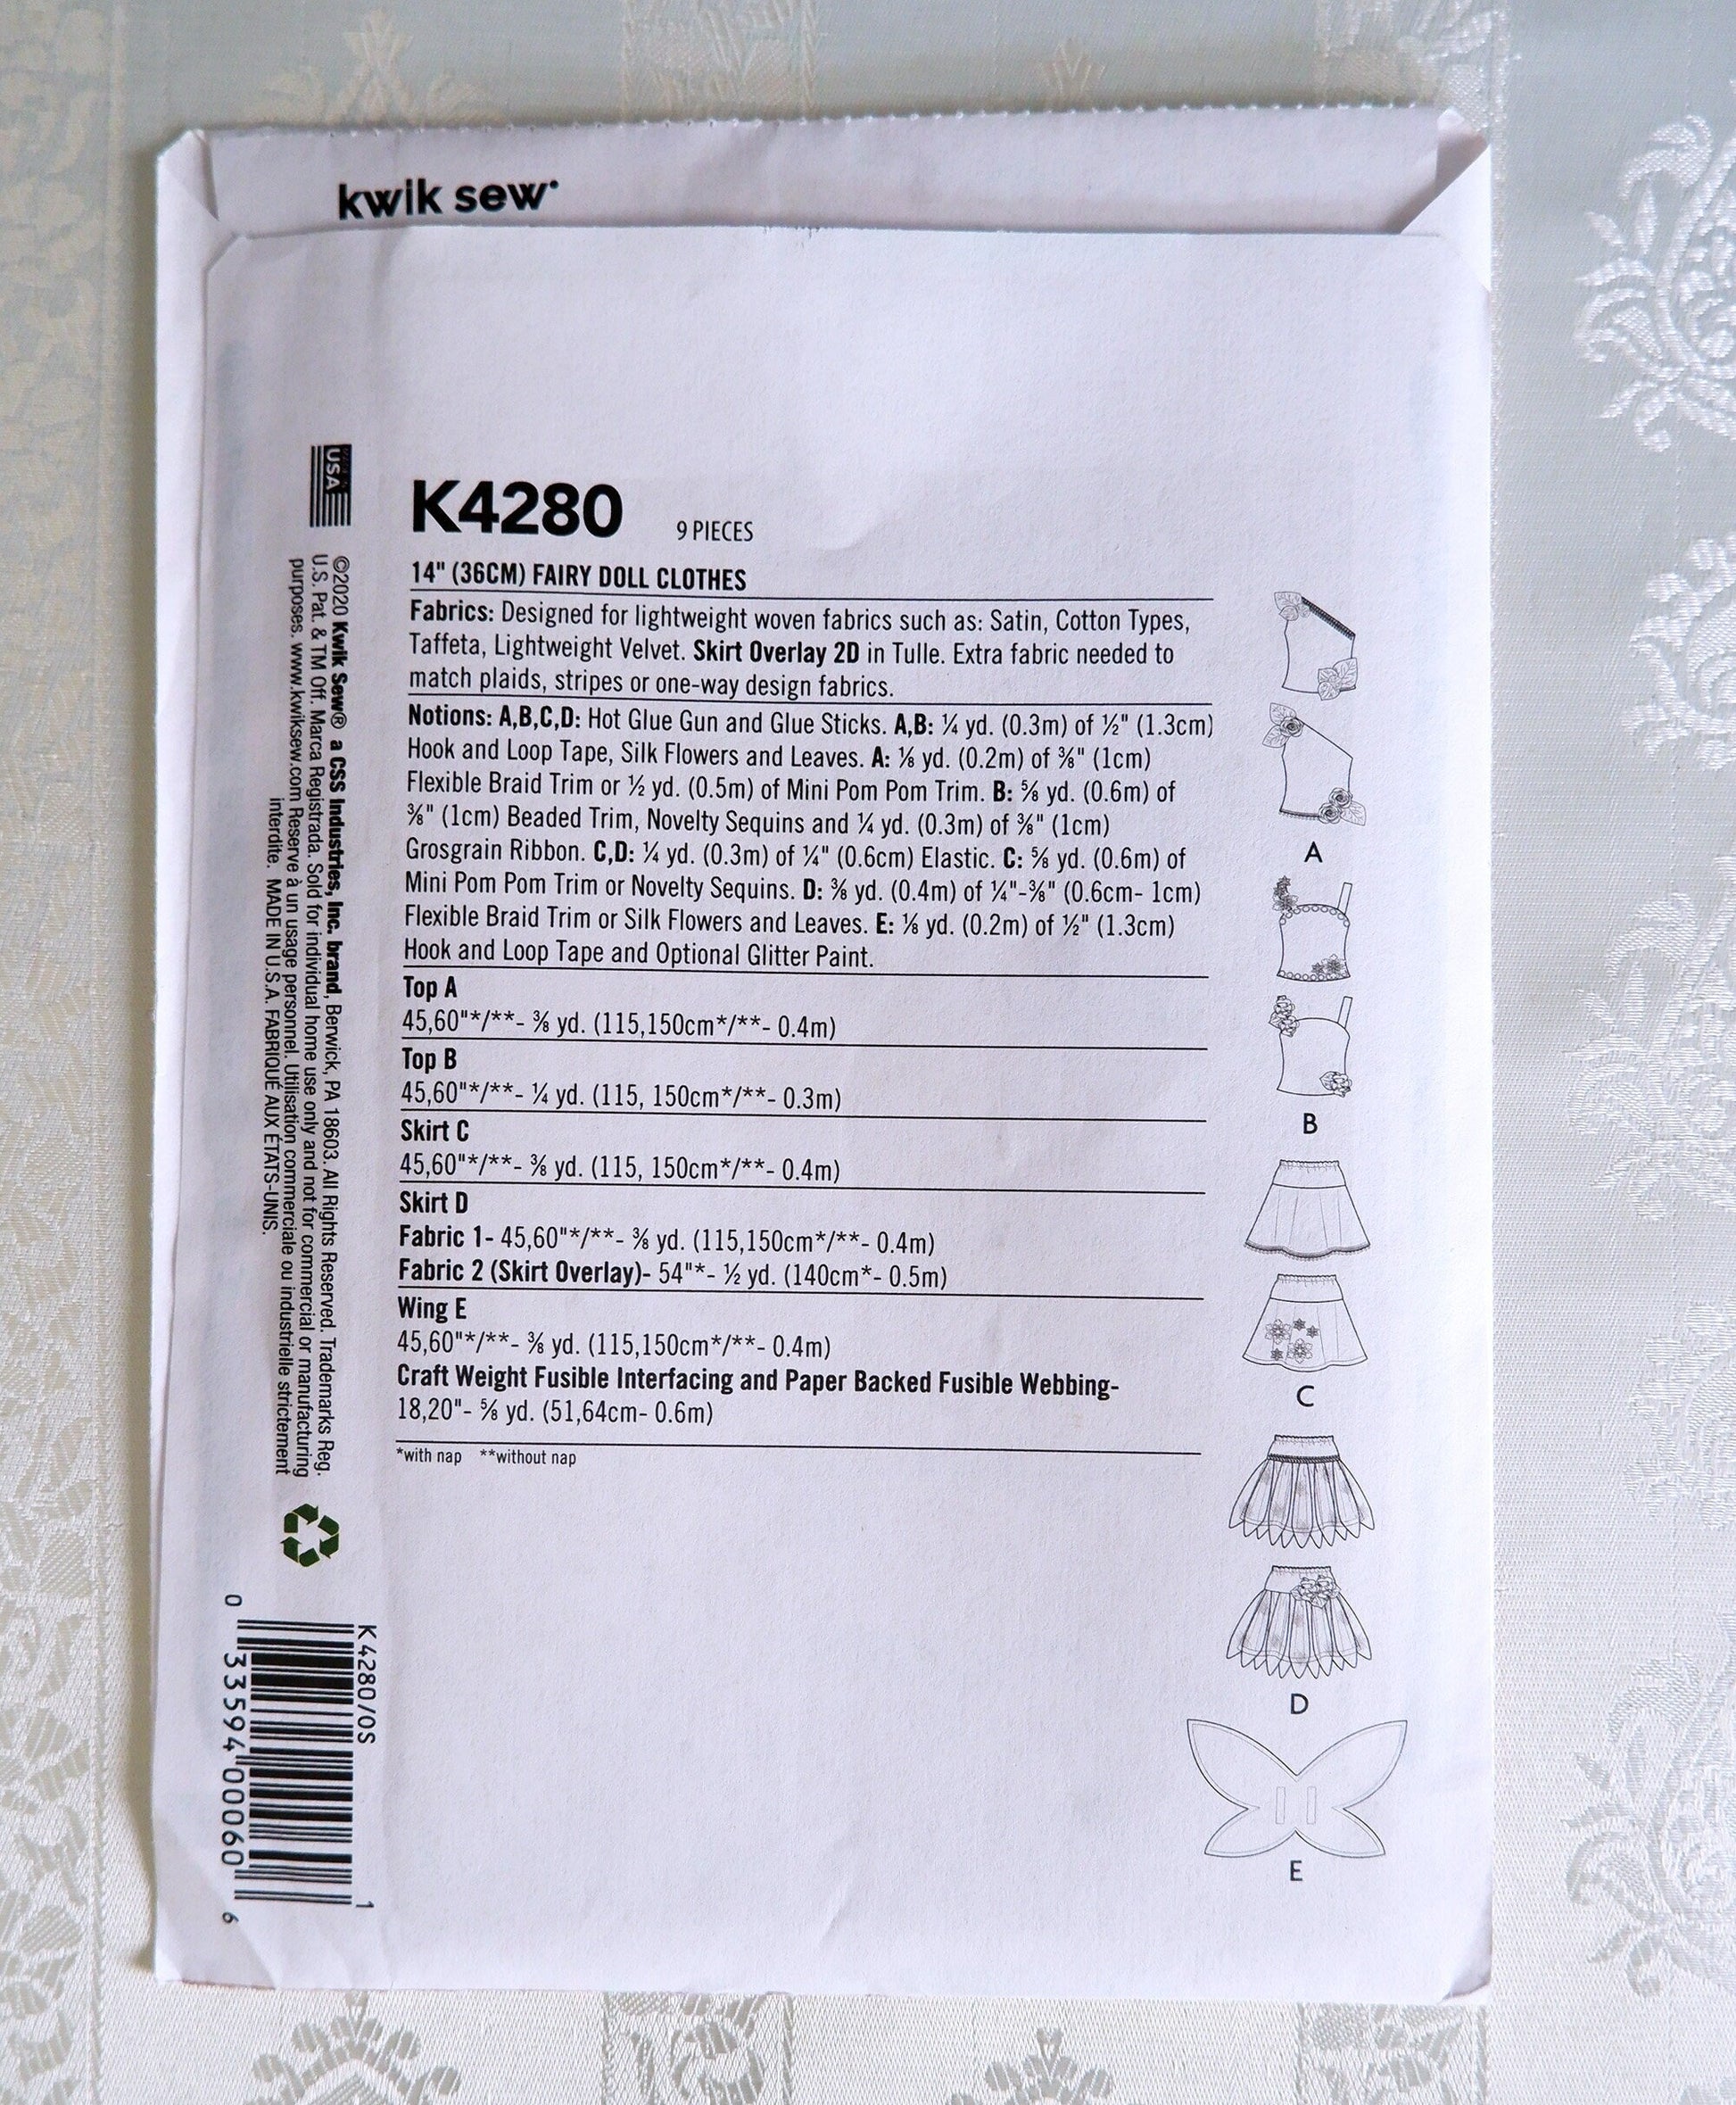 kwik sew®
K4280 9 PIECES
14" (36CM) FAIRY DOLL CLOTHES
Fabrics: Designed for lightweight woven fabrics such as: Satin, Cotton Types,
Taffeta, Lightweight Velvet. Skirt Overlay 2D in Tulle. Extra fabric needed to
match plaids, stripes or one-way design fabrics.
Notions: A,B,C,D: Hot Glue Gun and Glue Sticks. A,B: ¼ yd. (0.3m) of ½" (1.3cm)
Hook and Loop Tape, Silk Flowers and Leaves. A: ⅛ yd. (0.2m) of ⅜" (1cm)
Flexible Braid Trim or ½ yd. (0.5m) of Mini Pom Pom Trim. B: ⅝ yd. (0.6m) of
⅜" (1cm) Beaded Trim, Novelty Sequins and ¼ yd. (0.3m) of ⅜" (1cm)
Grosgrain Ribbon. C,D: ¼ yd. (0.3m) of ¼" (0.6cm) Elastic. C: ⅝ yd. (0.6m) of
Mini Pom Pom Trim or Novelty Sequins. D: ⅜ yd. (0.4m) of ¼"-⅜" (0.6cm- 1cm)
Flexible Braid Trim or Silk Flowers and Leaves. E: ⅛ yd. (0.2m) of ½" (1.3cm)
Hook and Loop Tape and Optional Glitter Paint.
Top A
45,60"*/**- ⅜ yd. (115,150cm*/**- 0.4m)
Top B
45,60"*/**- ¼ yd. (115, 150cm*/**- 0.3m)
Skirt C
45,60"*/**- ⅜ yd. (115, 150cm*/**- 0.4m)
Skirt D
Fabric 1- 45,60"*/**- ⅜ yd. (115,150cm*/**- 0.4m)
Fabric 2 (Skirt Overlay)- 54"*- ½ yd. (140cm*- 0.5m)
Wing E
45,60"*/**- ⅜ yd. (115,150cm*/**- 0.4m)
Craft Weight Fusible Interfacing and Paper Backed Fusible Webbing-
18,20"- ⅝ yd. (51,64cm- 0.6m)
*with nap **without nap
A
B
C
D
E
USA
©2020 Kwik Sew® a CSS Industries, Inc. brand, Berwick, PA 18603. All Rights Reserved. Trademarks Reg.
U.S. Pat. & TM Off. Marca Registrada. Sold for individual home use only and not for commercial or manufacturing
purposes. www.kwiksew.com Reserve à un usage personnel. Utilisation commerciale ou industrielle strictement
interdite. MADE IN U.S.A. FABRIQUÉ AUX ÉTATS-UNIS.
K4280/OS
1
0 33594 00060 6